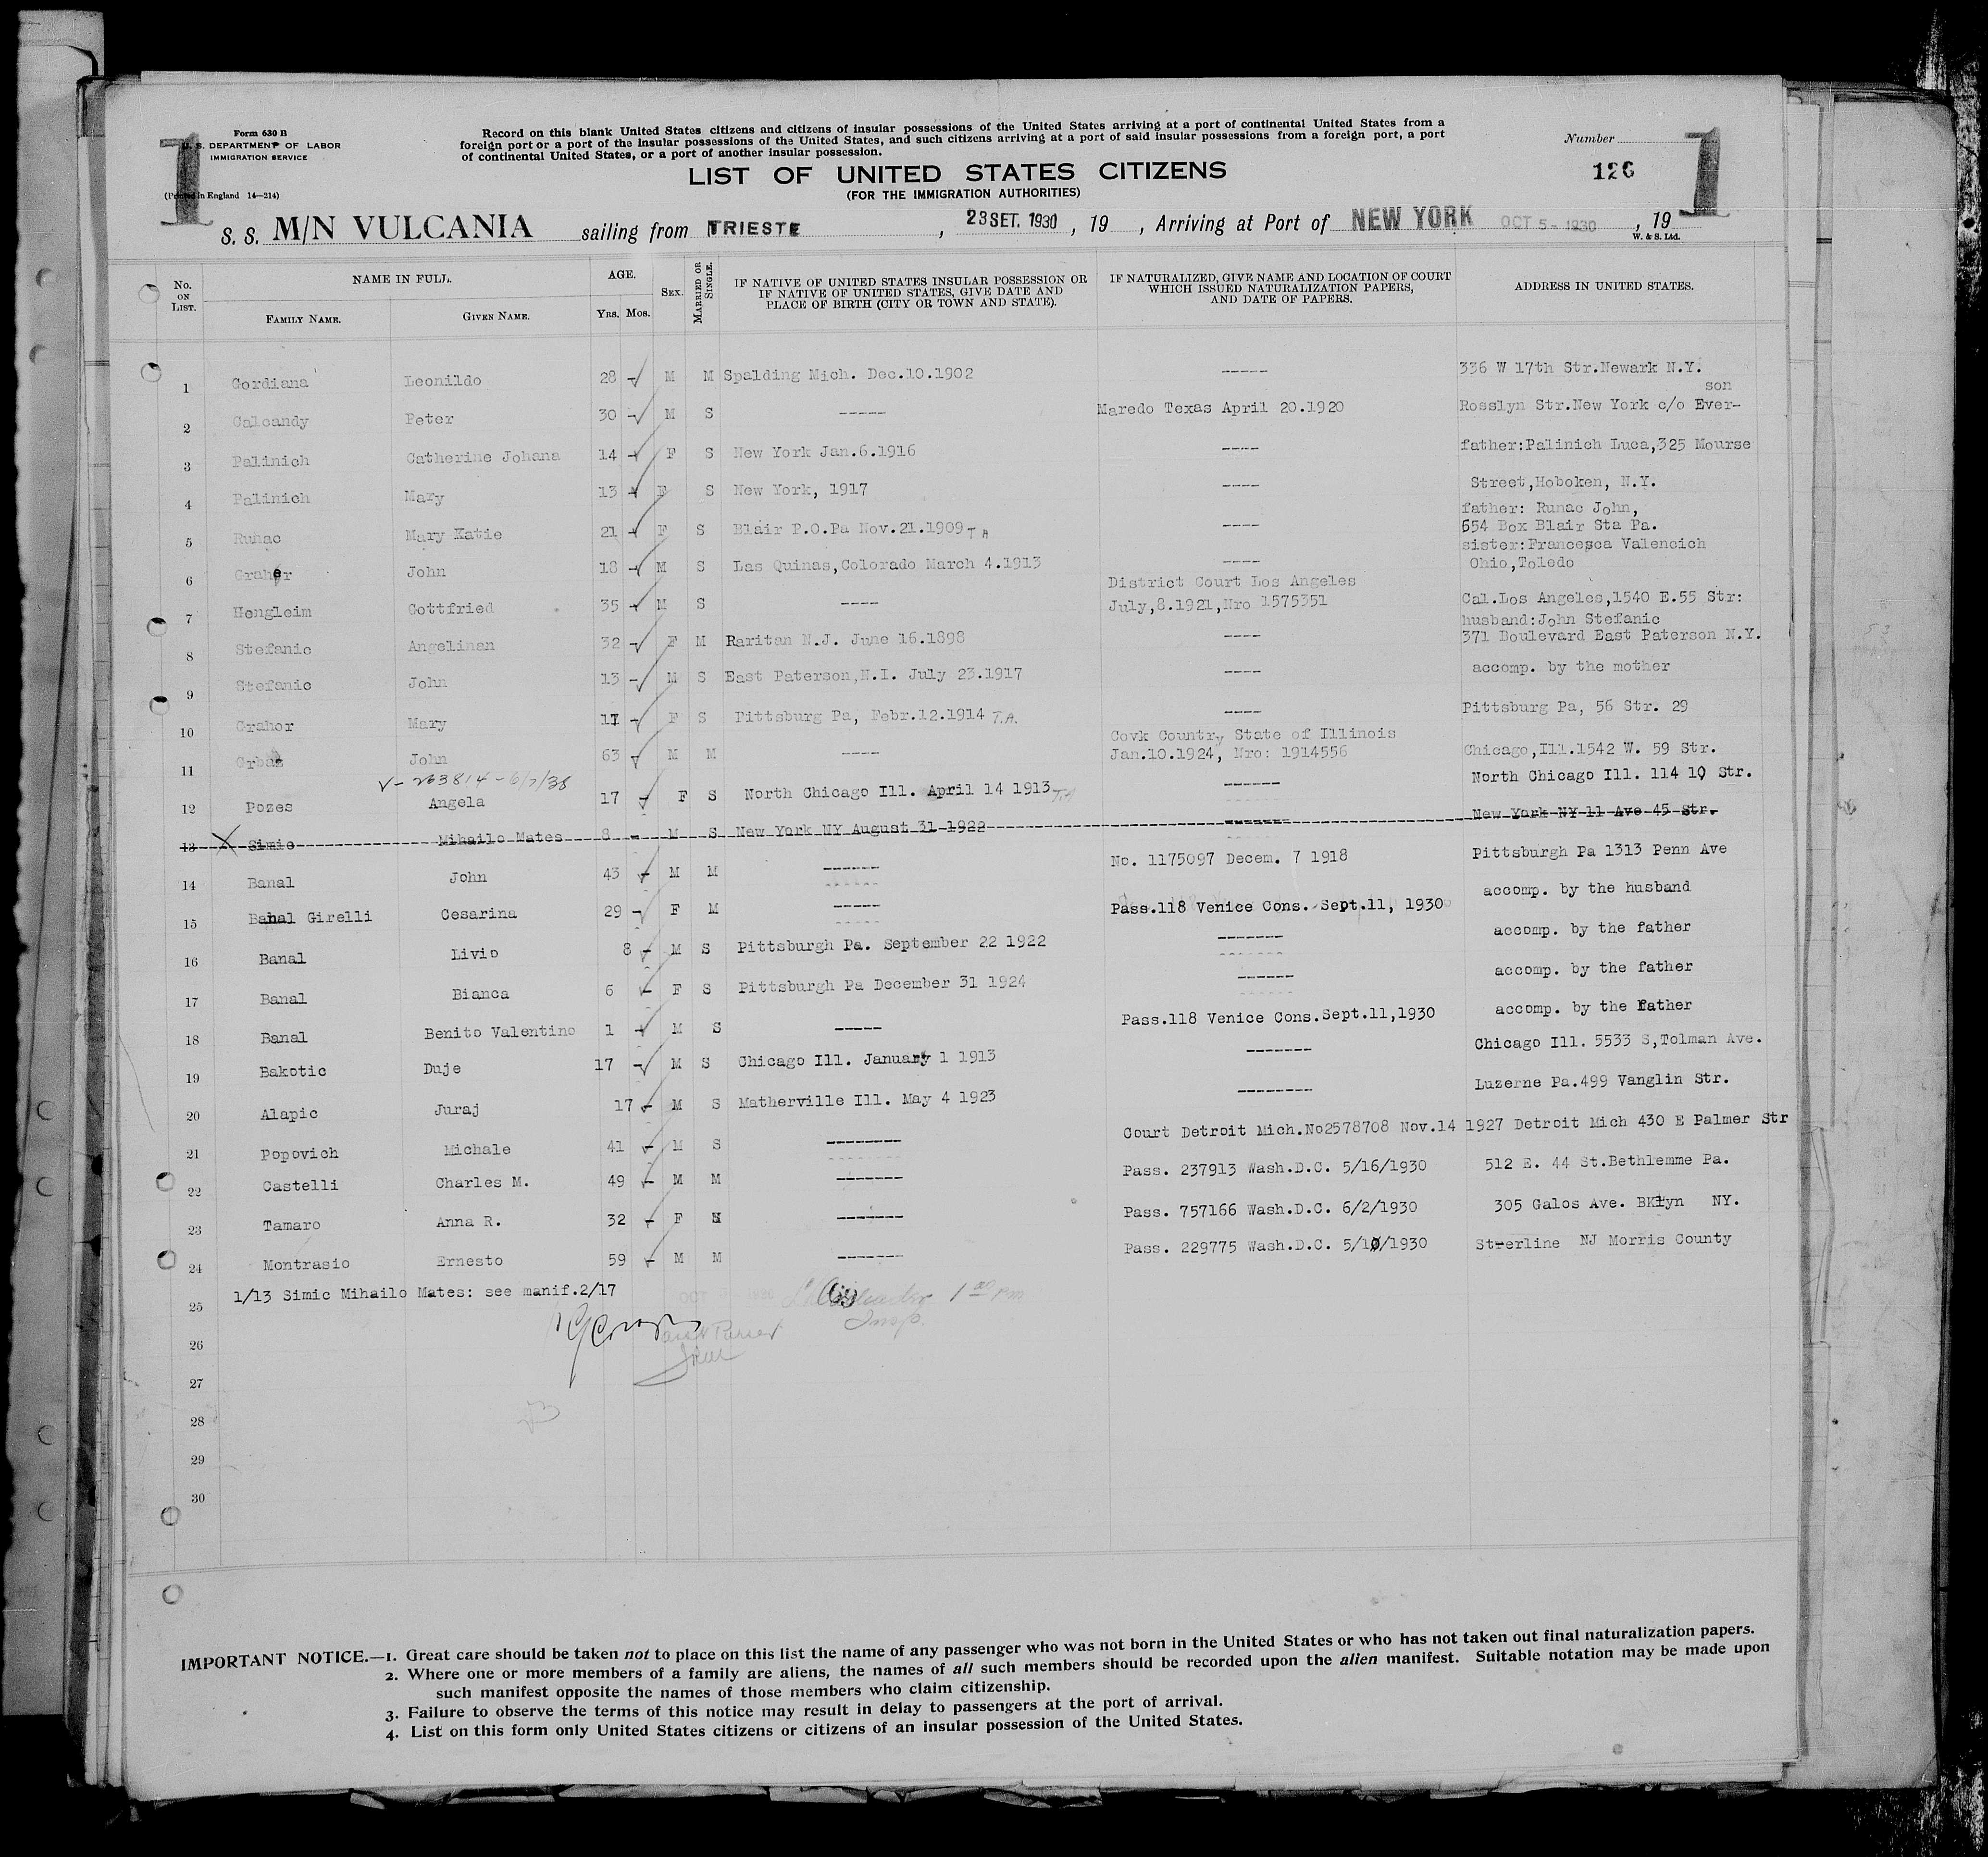 1
Form 630 B
U. S. DEPARTMENT OF LABOR
IMMIGRATION SERVICE
(Printed in England 14—214)
Record on this blank United States citizens and citizens of insular possessions of the United States arriving at a port of continental United States from a
foreign port or a port of the insular possessions of the United States, and such citizens arriving at a port of said insular possessions from a foreign port, a port
of continental United States, or a port of another insular possession.
Number
126
1
LIST OF UNITED STATES CITIZENS
(FOR THE IMMIGRATION AUTHORITIES)
S. S. M/N VULCANIA sailing from TRIESTE , 23 SET. 1930 , 19 , Arriving at Port of NEW YORK OCT 5 - 1930 , 19
W. & S. Ltd.
No. ON LIST. NAME IN FULL. FAMILY NAME. GIVEN NAME. AGE. Yrs. Mos. SEX. MARRIED OR SINGLE. IF NATIVE OF UNITED STATES INSULAR POSSESSION OR IF NATIVE OF UNITED STATES, GIVE DATE AND PLACE OF BIRTH (CITY OR TOWN AND STATE). IF NATURALIZED, GIVE NAME AND LOCATION OF COURT WHICH ISSUED NATURALIZATION PAPERS, AND DATE OF PAPERS. ADDRESS IN UNITED STATES.
1 Gordiana Leonildo 28 - M M Spalding Mich. Dec.10.1902 ----- 336 W 17th Str.Newark N.Y.
son
2 Calcandy Peter 30 - M S ----- Maredo Texas April 20.1920 Rosslyn Str.New York c/o Ever-
3 Palinich Catherine Johana 14 - F S New York Jan.6.1916 ---- father:Palinich Luca,325 Mourse
4 Palinich Mary 13 - F S New York, 1917 ---- Street,Hoboken, N.Y.
father: Runac John,
5 Runac Mary Katie 21 - F S Blair P.O.Pa Nov.21.1909 T A ---- 654 Box Blair Sta Pa.
sister:Francesca Valencich
6 Graher John 18 - M S Las Quinas,Colorado March 4.1913 ---- Ohio,Toledo
District Court Los Angeles
7 Hengleim Gottfried 35 - M S ---- July,8.1921,Nro 1575351 Cal.Los Angeles,1540 E.55 Str:
husband:John Stefanic
8 Stefanic Angelinan 32 - F M Raritan N.J. June 16.1898 ---- 371 Boulevard East Paterson N.Y.
9 Stefanic John 13 - M S East Paterson,N.I. July 23.1917 ---- accomp. by the mother
10 Grahor Mary 17 - F S Pittsburg Pa, Febr.12.1914 T.A. ---- Pittsburg Pa, 56 Str. 29
Covk Country State of Illinois
11 John 63 - M M ---- Jan.10.1924, Nro: 1914556 Chicago,Ill.1542 W. 59 Str.
V- 263814 - 6/7/38
12 Pozes Angela 17 - F S North Chicago Ill. April 14 1913 T.A ------ North Chicago Ill. 114 10 Str.
X 13 Simic Mihailo Mates 8 - M S New York NY August 31 1922 ------ New York NY 11 Ave 45 Str.
14 Banal John 43 - M M ------ No. 1175097 Decem. 7 1918 Pittsburgh Pa 1313 Penn Ave
15 Banal Girelli Cesarina 29 - F M ----- Pass.118 Venice Cons. Sept.11, 1930 accomp. by the husband
16 Banal Livio 8 - M S Pittsburgh Pa. September 22 1922 ------- accomp. by the father
17 Banal Bianca 6 - F S Pittsburgh Pa December 31 1924 ------ accomp. by the father
18 Banal Benito Valentino 1 - M S ----- Pass.118 Venice Cons.Sept.11,1930 accomp. by the father
19 Bakotic Duje 17 - M S Chicago Ill. January 1 1913 ------- Chicago Ill. 5533 S,Tolman Ave.
20 Alapic Juraj 17 - M S Matherville Ill. May 4 1923 -------- Luzerne Pa.499 Vanglin Str.
21 Popovich Michale 41 - M S -------- Court Detroit Mich.No2578708 Nov.14 1927 Detroit Mich 430 E Palmer Str
22 Castelli Charles M. 49 - M M ------- Pass. 237913 Wash.D.C. 5/16/1930 512 E. 44 St.Bethlemme Pa.
23 Tamaro Anna R. 32 - F ------- Pass. 757166 Wash.D.C. 6/2/1930 305 Galos Ave. BKlyn NY.
24 Montrasio Ernesto 59 - M M ------- Pass. 229775 Wash.D.C. 5/10/1930 Sterline NJ Morris County
25 1/13 Simic Mihailo Mates: see manif.2/17 1 00 Pm
Insp.
26
27
28
29
30
IMPORTANT NOTICE.—1. Great care should be taken not to place on this list the name of any passenger who was not born in the United States or who has not taken out final naturalization papers.
2. Where one or more members of a family are aliens, the names of all such members should be recorded upon the alien manifest. Suitable notation may be made upon
such manifest opposite the names of those members who claim citizenship.
3. Failure to observe the terms of this notice may result in delay to passengers at the port of arrival.
4. List on this form only United States citizens or citizens of an insular possession of the United States.